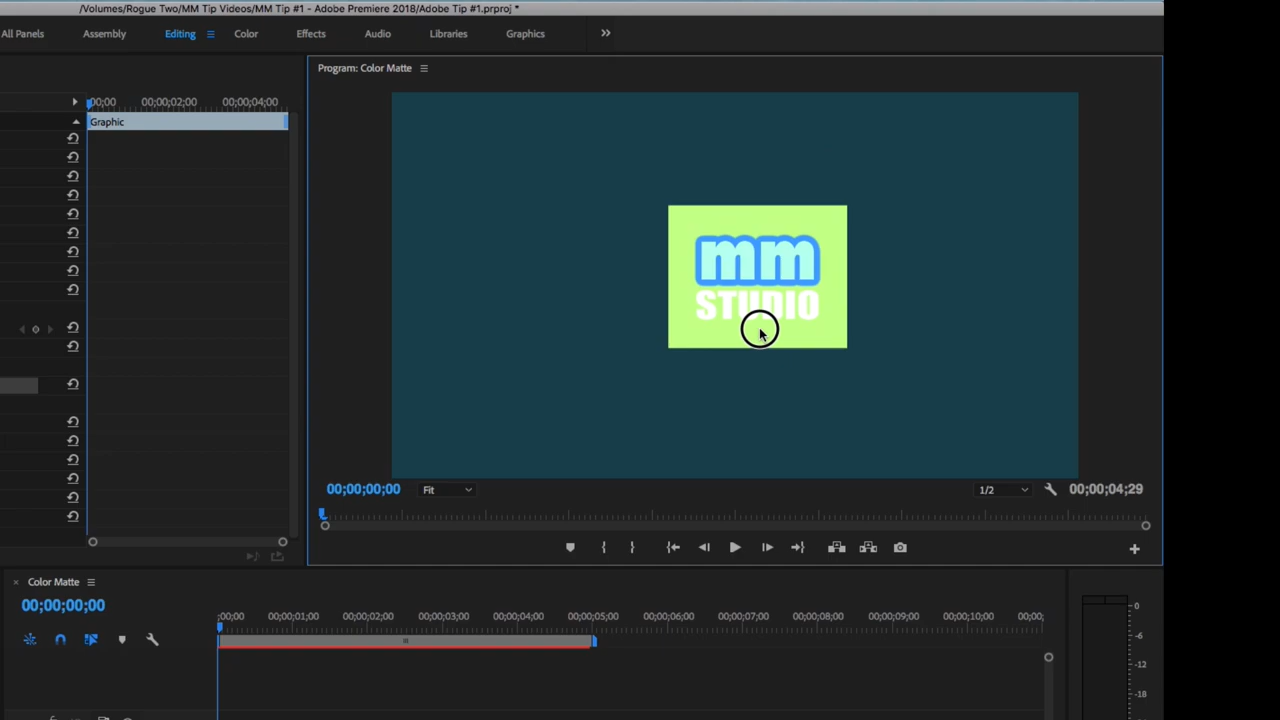 /Volumes/Rogue Two/MM Tip Videos/MM Tip #1 - Adobe Premiere 2018/Adobe Tip #1.prproj *
All Panels Assembly Editing Color Effects Audio Libraries Graphics
Program: Color Matte
00;00 00;00;02;00 00;00;04;00
Graphic
mm
STUDIO
00;00;00;00 Fit 1/2 00;00;04;29
Color Matte
00;00;00;00
;00;00 00;00;01;00 00;00;02;00 00;00;03;00 00;00;04;00 00;00;05;00 00;00;06;00 00;00;07;00 00;00;08;00 00;00;09;00 00;00;10;00 00;00;
0
-6
-12
-18